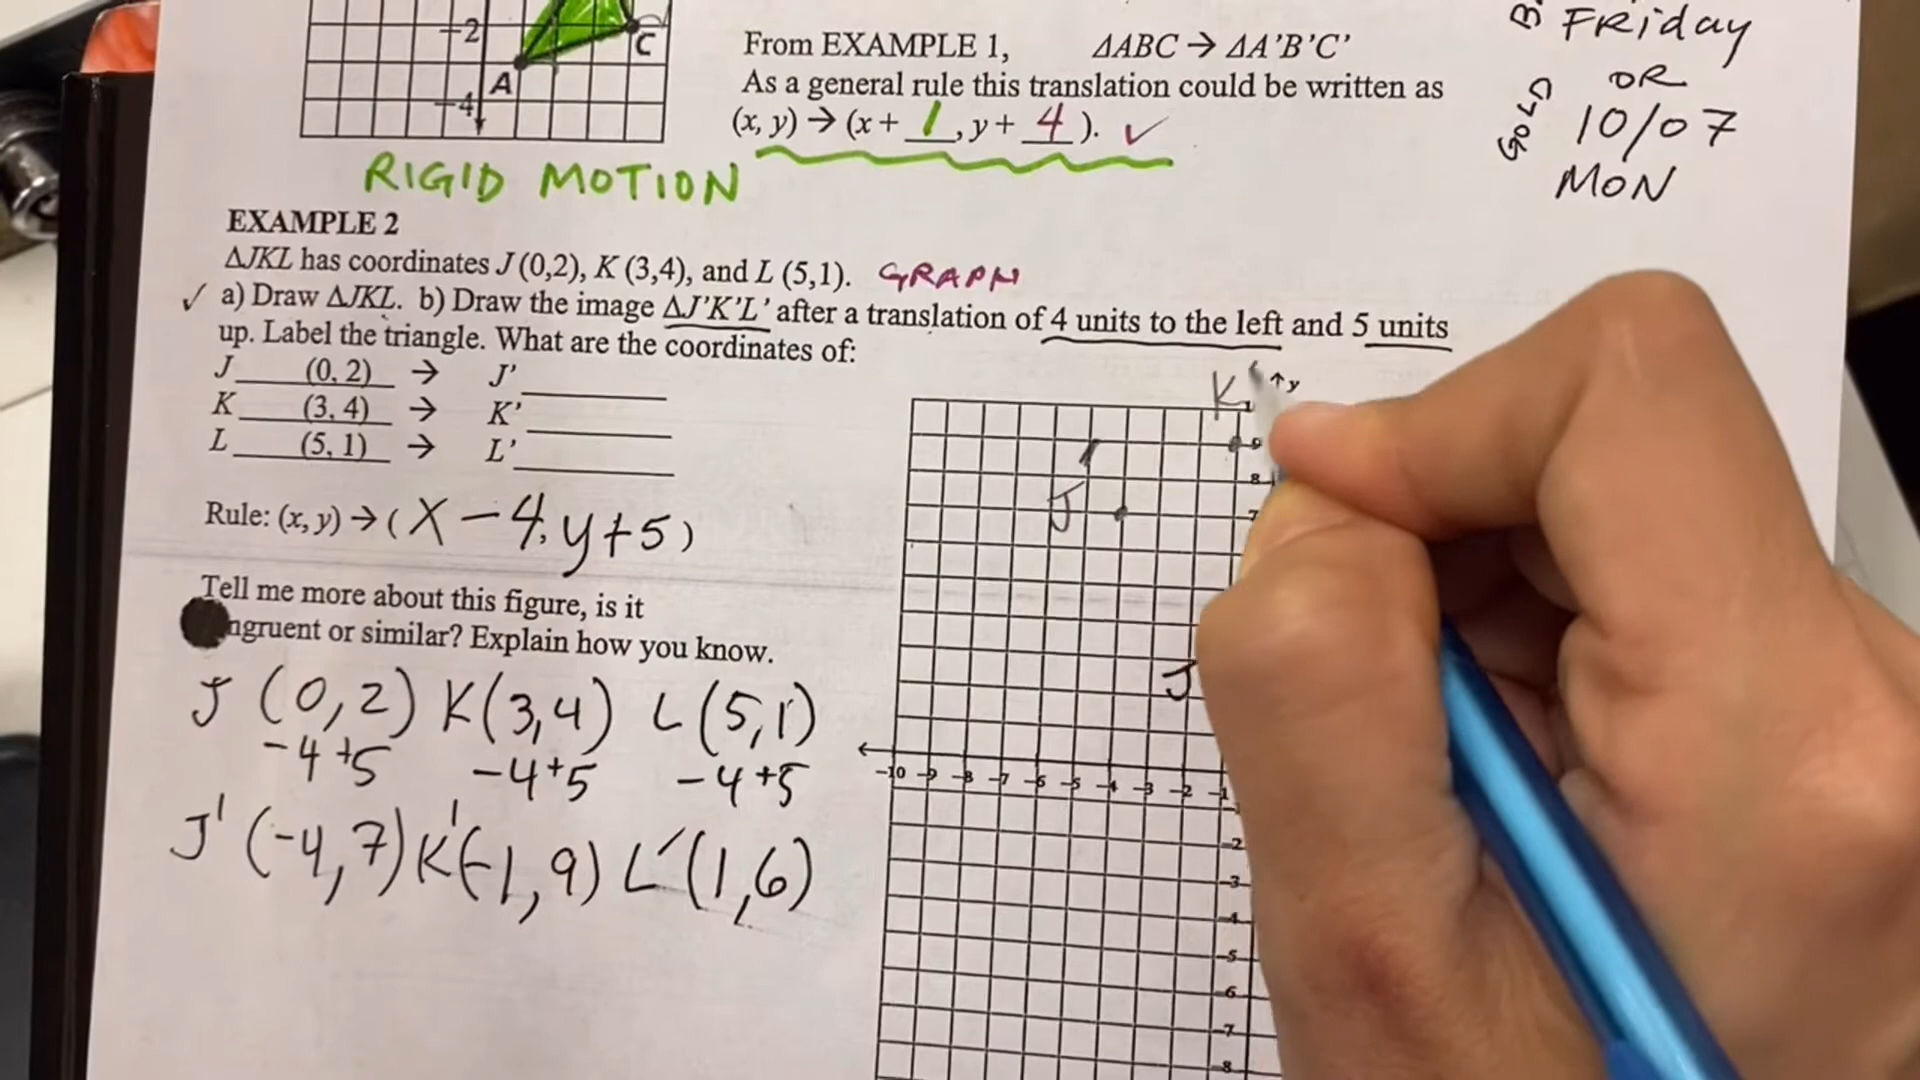 -2
C
A
-4
From EXAMPLE 1, ΔABC → ΔA'B'C'
As a general rule this translation could be written as
(x, y) → (x + 1, y + 4). ✓
RIGID MOTION
FRiday
OR
GOLD 10/07
MON
EXAMPLE 2
ΔJKL has coordinates J (0,2), K (3,4), and L (5,1). GRAPH
✓ a) Draw ΔJKL. b) Draw the image ΔJ'K'L' after a translation of 4 units to the left and 5 units
up. Label the triangle. What are the coordinates of:
J (0, 2) → J'
K (3, 4) → K'
L (5, 1) → L'
Rule: (x, y) → (X - 4, y + 5)
Tell me more about this figure, is it
ngruent or similar? Explain how you know.
J (0,2) K(3,4) L(5,1)
-4 +5 -4 +5 -4 +5
J' (-4,7) K'(-1,9) L'(1,6)
K' y
9
8
J 7
J
-10 -9 -8 -7 -6 -5 -4 -3 -2 -1
-2
-3
-4
-5
-6
-7
-8